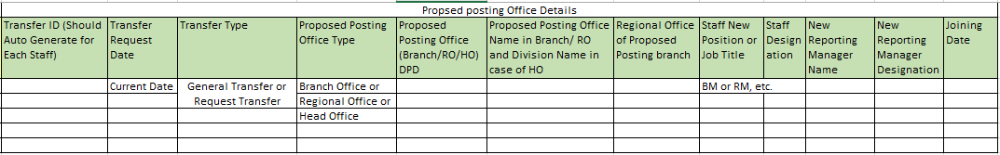 Propsed posting Office Details
Transfer ID (Should Auto Generate for Each Staff)
Transfer Request Date
Transfer Type
Proposed Posting Office Type
Proposed Posting Office (Branch/RO/HO) DPD
Proposed Posting Office Name in Branch/ RO and Division Name in case of HO
Regional Office of Proposed Posting branch
Staff New Position or Job Title
Staff Design ation
New Reporting Manager Name
New Reporting Manager Designation
Joining Date
Current Date
General Transfer or Request Transfer
Branch Office or
Regional Office or
Head Office
BM or RM, etc.